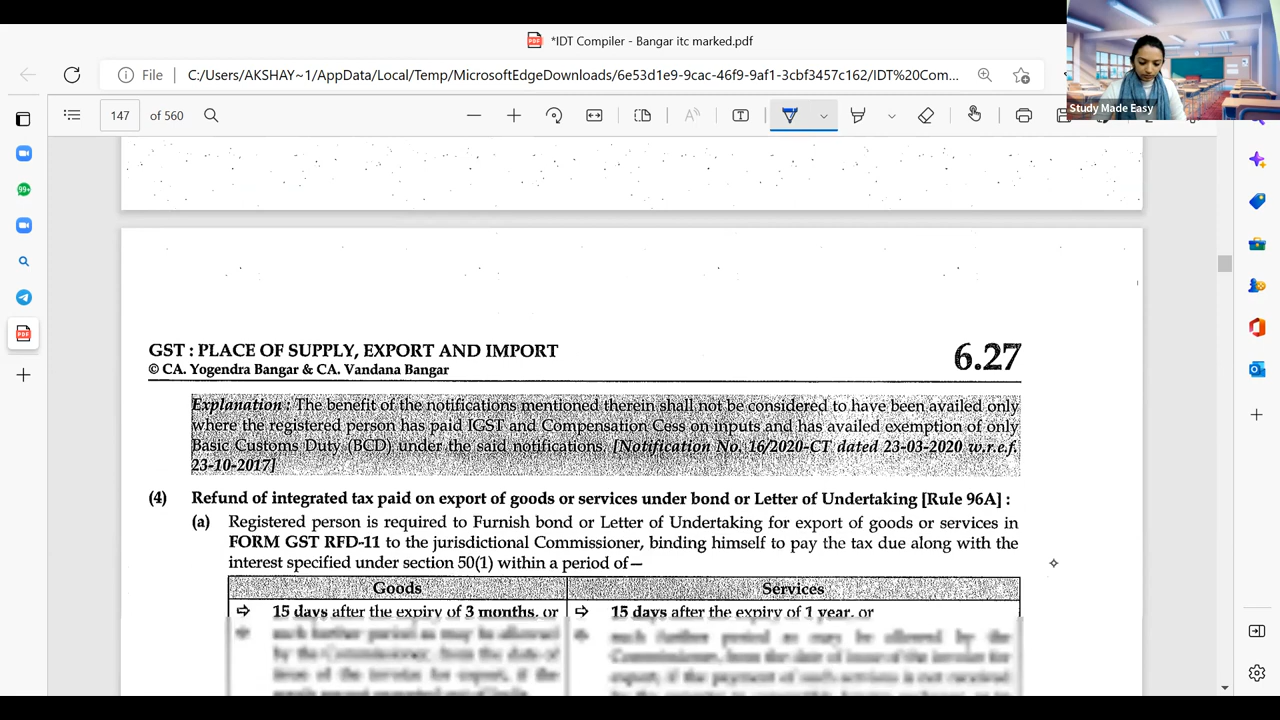 *IDT Compiler - Bangar itc marked.pdf
File
C:/Users/AKSHAY~1/AppData/Local/Temp/MicrosoftEdgeDownloads/6e53d1e9-9cac-46f9-9af1-3cbf3457c162/IDT%20Com...
Study Made Easy
147 of 560
99+
GST : PLACE OF SUPPLY, EXPORT AND IMPORT
6.27
© CA. Yogendra Bangar & CA. Vandana Bangar
Explanation : The benefit of the notifications mentioned therein shall not be considered to have been availed only
where the registered person has paid IGST and Compensation Cess on inputs and has availed exemption of only
Basic Customs Duty (BCD) under the said notifications. [Notification No. 16/2020-CT dated 23-03-2020 w.r.e.f.
23-10-2017]
(4) Refund of integrated tax paid on export of goods or services under bond or Letter of Undertaking [Rule 96A] :
(a) Registered person is required to Furnish bond or Letter of Undertaking for export of goods or services in
FORM GST RFD-11 to the jurisdictional Commissioner, binding himself to pay the tax due along with the
interest specified under section 50(1) within a period of—
Goods Services
15 days after the expiry of 3 months, or
15 days after the expiry of 1 year, or